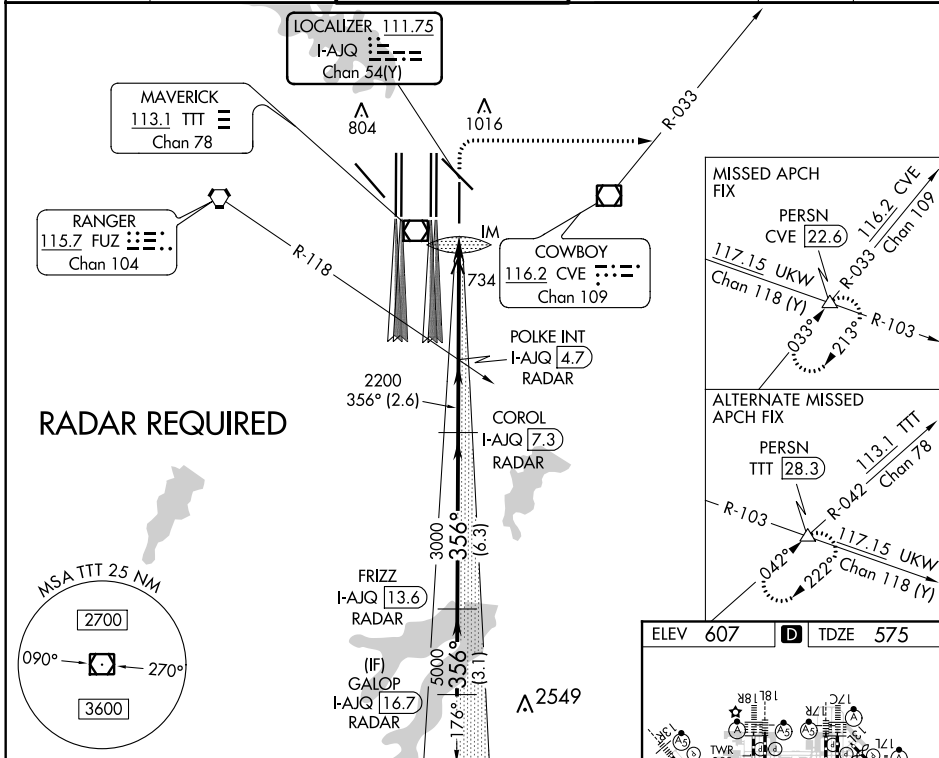 LOCALIZER 111.75
I-AJQ
Chan 54(Y)
MAVERICK
113.1 TTT
Chan 78
804
1016
R-033
RANGER
115.7 FUZ
Chan 104
R-118
IM
734
COWBOY
116.2 CVE
Chan 109
POLKE INT
I-AJQ 4.7
RADAR
2200
356° (2.6)
RADAR REQUIRED
COROL
I-AJQ 7.3
RADAR
3000
356°
(6.3)
FRIZZ
I-AJQ 13.6
RADAR
5000
356°
(3.1)
(IF)
GALOP
I-AJQ 16.7
RADAR
176°
2549
MSA TTT 25 NM
2700
090°
270°
3600
MISSED APCH
FIX
PERSN
CVE 22.6
R-033
116.2 CVE
Chan 109
117.15 UKW
Chan 118 (Y)
R-103
033°
213°
ALTERNATE MISSED
APCH FIX
PERSN
TTT 28.3
R-042
113.1 TTT
Chan 78
R-103
117.15 UKW
Chan 118 (Y)
042°
222°
ELEV 607 D TDZE 575
18R
18L
17R
17C
17L
13R
TWR
A5
A5
A5
A
A
A
P
P
P
P
P